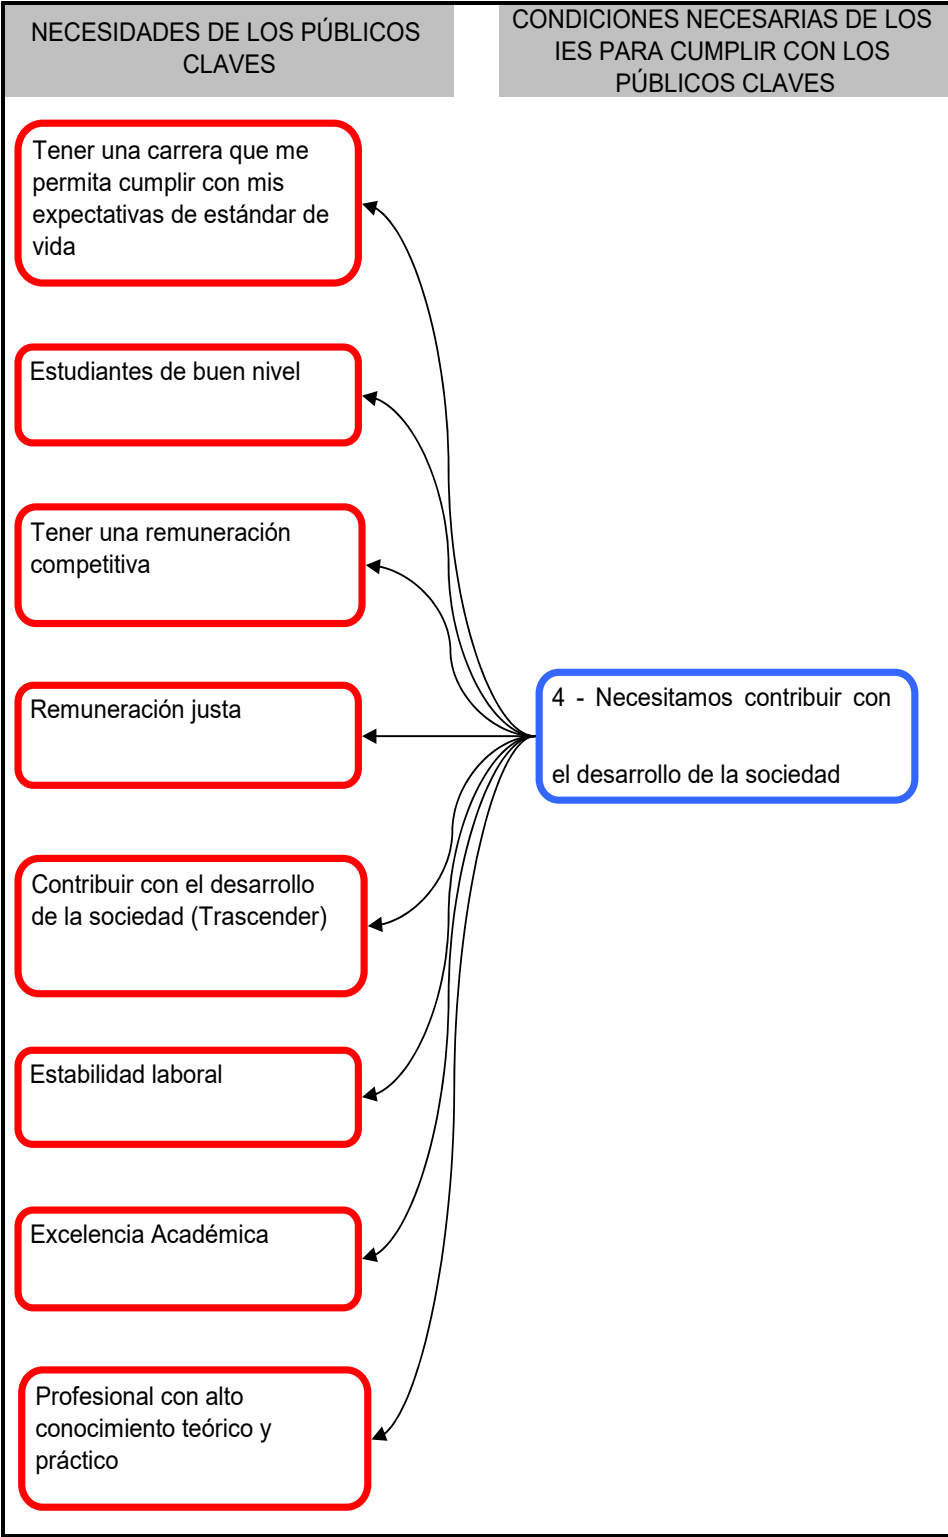 NECESIDADES DE LOS PÚBLICOS
CLAVES
CONDICIONES NECESARIAS DE LOS
IES PARA CUMPLIR CON LOS
PÚBLICOS CLAVES
Tener una carrera que me
permita cumplir con mis
expectativas de estándar de
vida
Estudiantes de buen nivel
Tener una remuneración
competitiva
Remuneración justa
4 - Necesitamos contribuir con
el desarrollo de la sociedad
Contribuir con el desarrollo
de la sociedad (Trascender)
Estabilidad laboral
Excelencia Académica
Profesional con alto
conocimiento teórico y
práctico